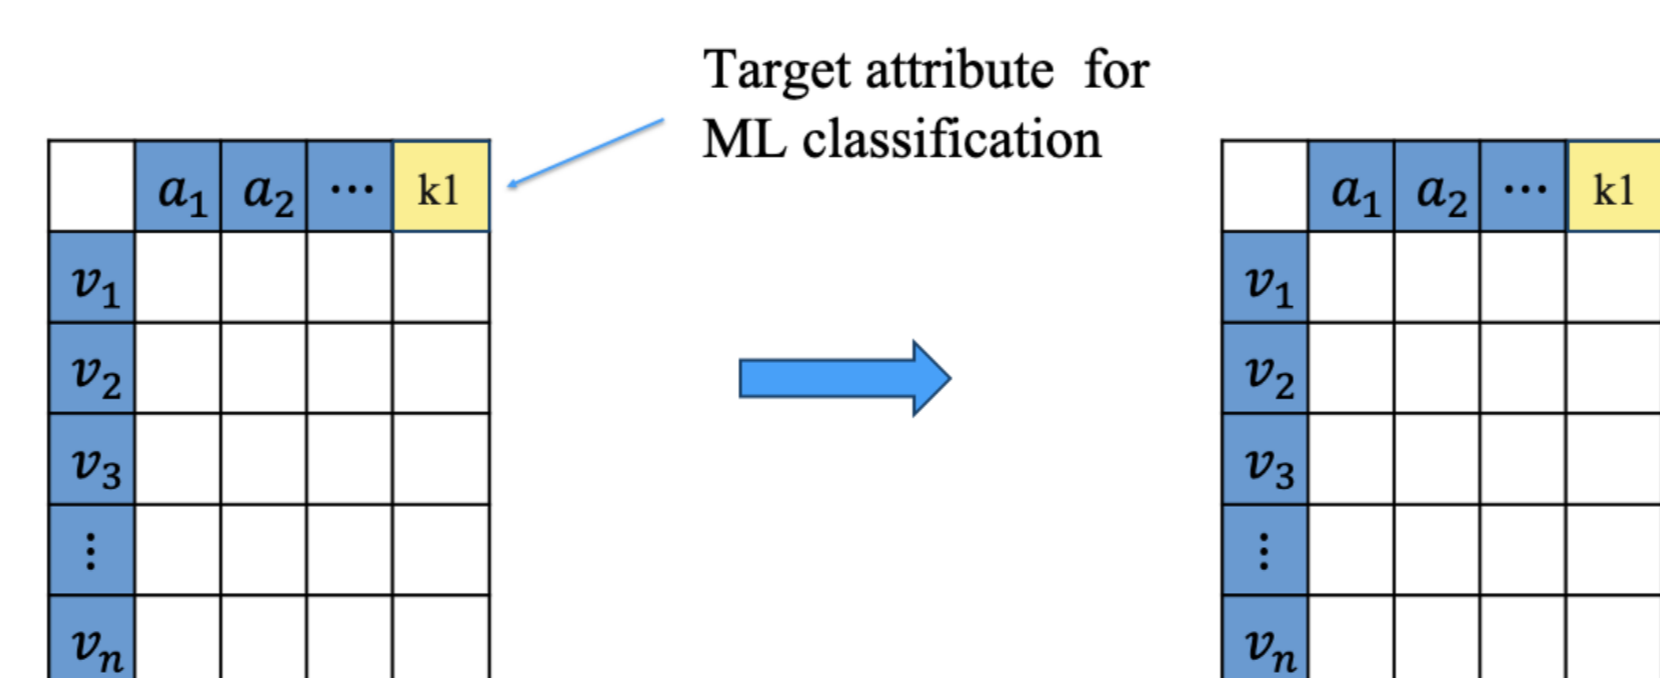 Target attribute for
ML classification
a₁ a₂ ⋯ k1
v₁
v₂
v₃
⋮
vₙ
a₁ a₂ ⋯ k1
v₁
v₂
v₃
⋮
vₙ